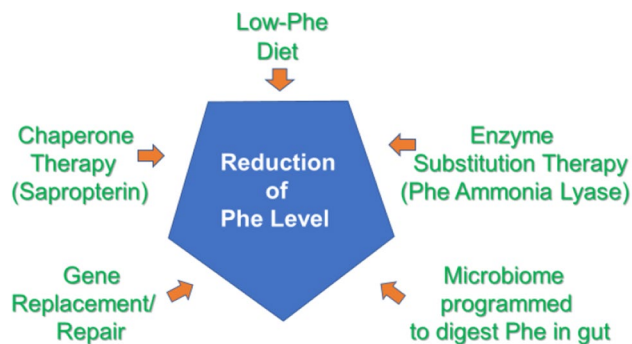 Low-Phe
Diet
Chaperone
Therapy
(Sapropterin)
Reduction
of
Phe Level
Enzyme
Substitution Therapy
(Phe Ammonia Lyase)
Gene
Replacement/
Repair
Microbiome
programmed
to digest Phe in gut